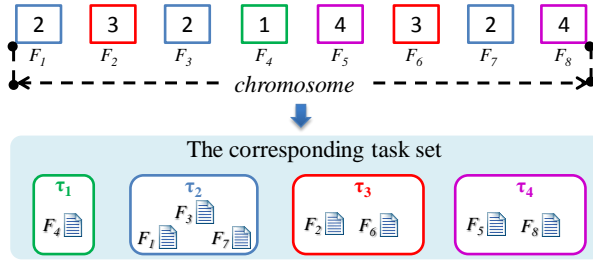 2 3 2 1 4 3 2 4
F1 F2 F3 F4 F5 F6 F7 F8
chromosome
The corresponding task set
τ1 τ2 τ3 τ4
F4 F3 F1 F7 F2 F6 F5 F8